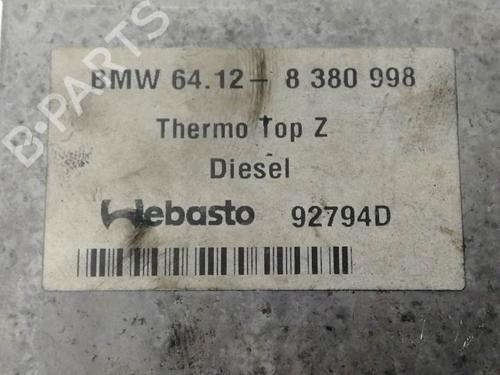 BMW 64.12 - 8 380 998
Thermo Top Z
Diesel
Webasto 92794D
B-PARTS